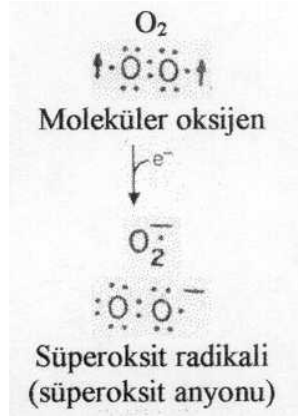 O₂
↑·Ö:Ö·↑
Moleküler oksijen
e⁻
O₂·⁻
:Ö:Ö·⁻
Süperoksit radikali
(süperoksit anyonu)